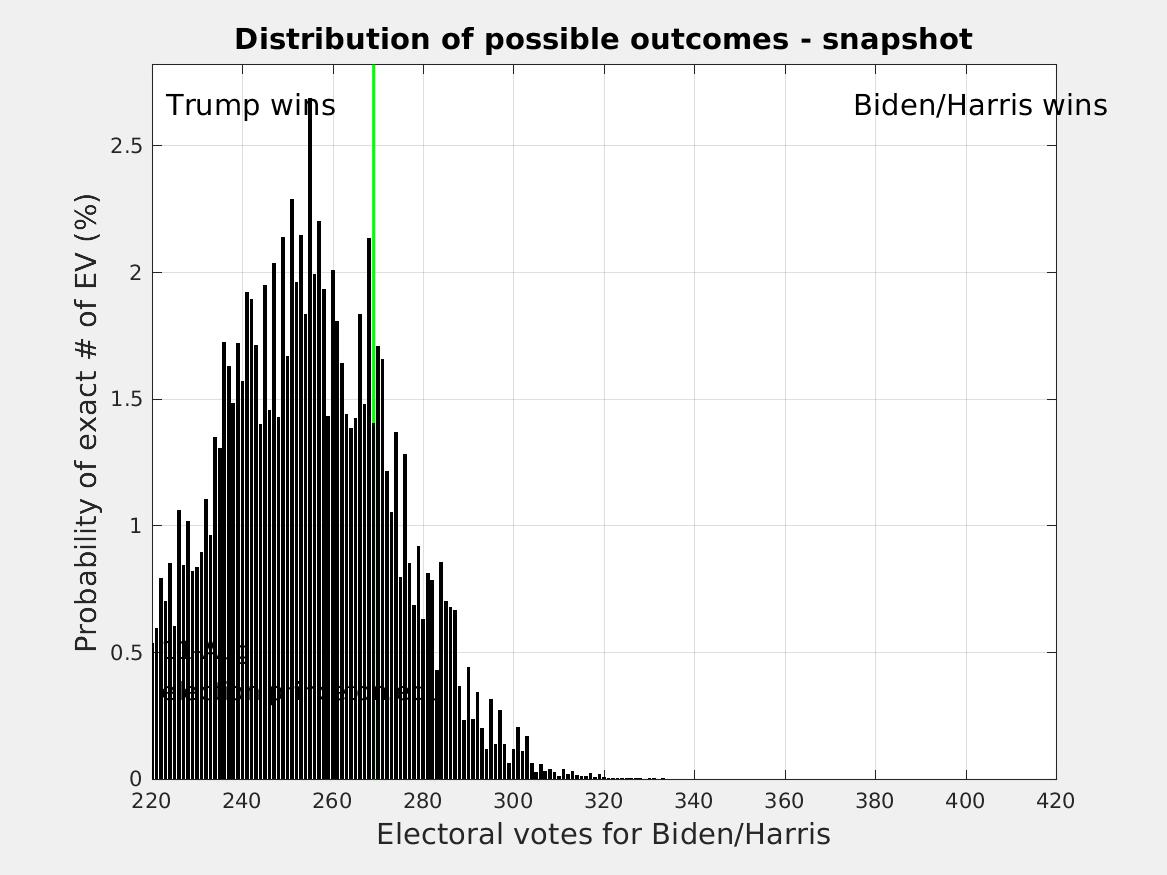 Distribution of possible outcomes - snapshot
Trump wins
Biden/Harris wins
Probability of exact # of EV (%)
2.5
2
1.5
1
0.5
0
220 240 260 280 300 320 340 360 380 400 420
Electoral votes for Biden/Harris